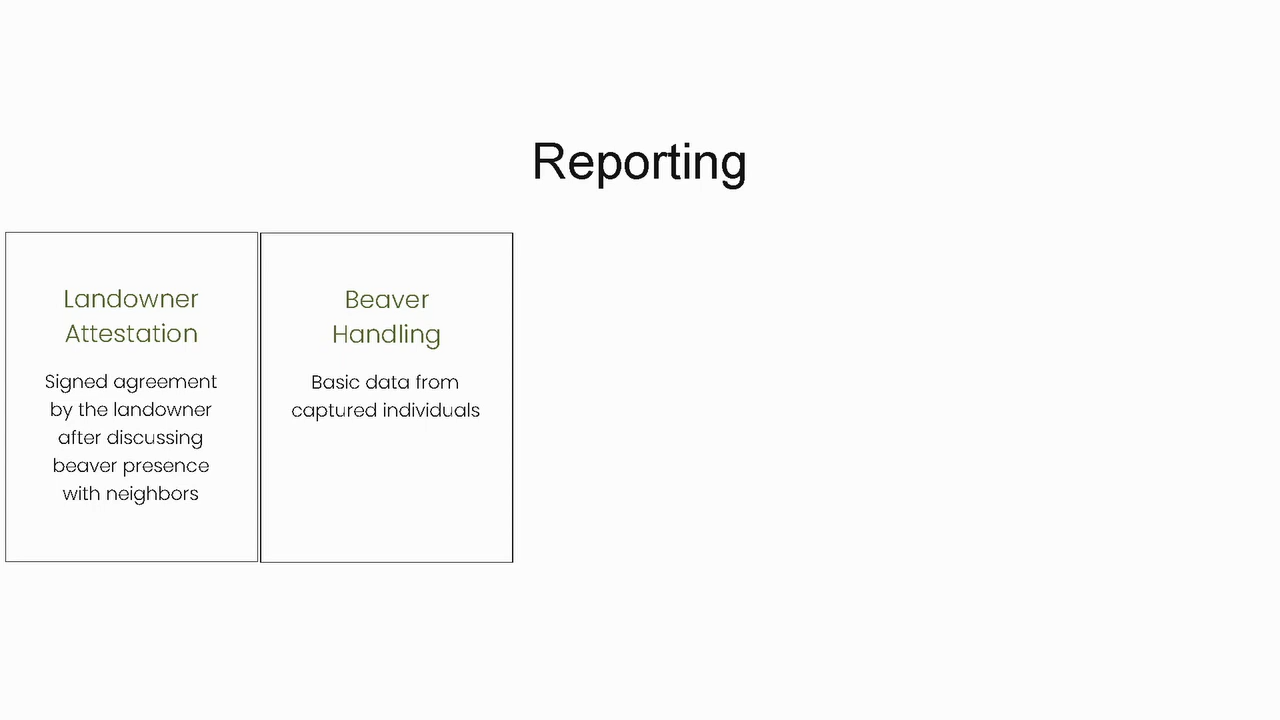 Reporting
Landowner
Attestation
Signed agreement
by the landowner
after discussing
beaver presence
with neighbors
Beaver
Handling
Basic data from
captured individuals